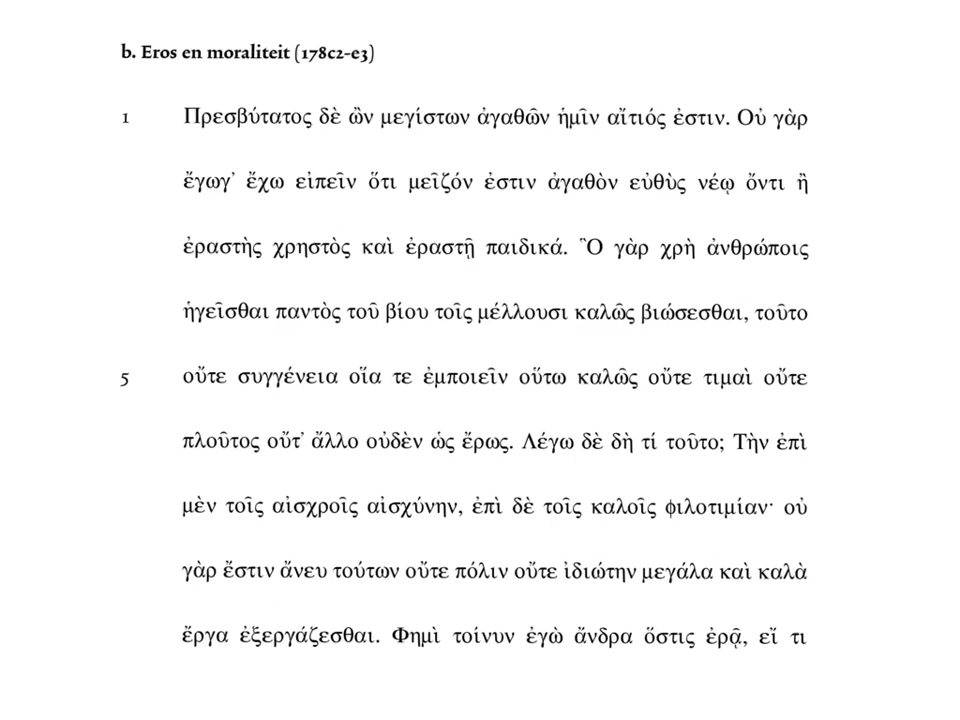 b. Eros en moraliteit (178c2-e3)
1 Πρεσβύτατος δὲ ὢν μεγίστων ἀγαθῶν ἡμῖν αἴτιός ἐστιν. Οὐ γὰρ
ἔγωγ’ ἔχω εἰπεῖν ὅτι μεῖζόν ἐστιν ἀγαθὸν εὐθὺς νέῳ ὄντι ἢ
ἐραστὴς χρηστὸς καὶ ἐραστῇ παιδικά. Ὃ γὰρ χρὴ ἀνθρώποις
ἡγεῖσθαι παντὸς τοῦ βίου τοῖς μέλλουσι καλῶς βιώσεσθαι, τοῦτο
5 οὔτε συγγένεια οἵα τε ἐμποιεῖν οὕτω καλῶς οὔτε τιμαὶ οὔτε
πλοῦτος οὔτ’ ἄλλο οὐδὲν ὡς ἔρως. Λέγω δὲ δὴ τί τοῦτο; Τὴν ἐπὶ
μὲν τοῖς αἰσχροῖς αἰσχύνην, ἐπὶ δὲ τοῖς καλοῖς φιλοτιμίαν· οὐ
γὰρ ἔστιν ἄνευ τούτων οὔτε πόλιν οὔτε ἰδιώτην μεγάλα καὶ καλὰ
ἔργα ἐξεργάζεσθαι. Φημὶ τοίνυν ἐγὼ ἄνδρα ὅστις ἐρᾷ, εἴ τι